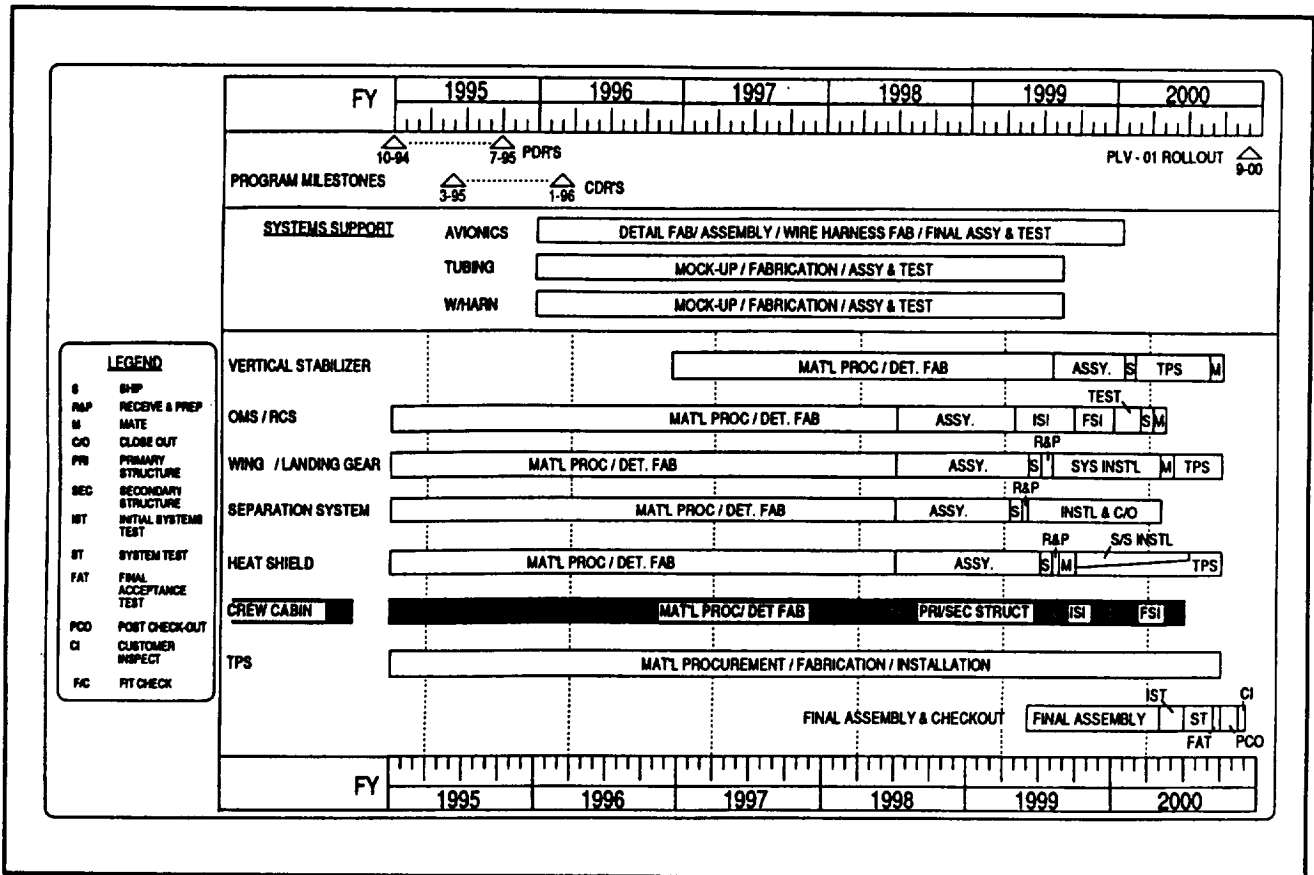 FY 1995 1996 1997 1998 1999 2000
10-94 7-95 PDR'S
PLV - 01 ROLLOUT 9-00
PROGRAM MILESTONES
3-95 1-96 CDR'S
SYSTEMS SUPPORT
AVIONICS DETAIL FAB/ ASSEMBLY / WIRE HARNESS FAB / FINAL ASSY & TEST
TUBING MOCK-UP / FABRICATION / ASSY & TEST
W/HARN MOCK-UP / FABRICATION / ASSY & TEST
LEGEND
S SHIP
R&P RECEIVE & PREP
M MATE
C/O CLOSE OUT
PRI PRIMARY
STRUCTURE
SEC SECONDARY
STRUCTURE
IST INITIAL SYSTEMS
TEST
ST SYSTEM TEST
FAT FINAL
ACCEPTANCE
TEST
PCO POST CHECK-OUT
CI CUSTOMER
INSPECT
F/C FIT CHECK
VERTICAL STABILIZER MAT'L PROC / DET. FAB ASSY. S TPS M
TEST
OMS / RCS MAT'L PROC / DET. FAB ASSY. ISI FSI S M
R&P
WING / LANDING GEAR MAT'L PROC / DET. FAB ASSY. S SYS INST'L M TPS
R&P
SEPARATION SYSTEM MAT'L PROC / DET. FAB ASSY. S INSTL & C/O
R&P S/S INSTL
HEAT SHIELD MAT'L PROC / DET. FAB ASSY. S M TPS
CREW CABIN MAT'L PROC/ DET FAB PRI/SEC STRUCT ISI FSI
TPS MAT'L PROCUREMENT / FABRICATION / INSTALLATION
IST CI
FINAL ASSEMBLY & CHECKOUT FINAL ASSEMBLY ST
FAT PCO
FY 1995 1996 1997 1998 1999 2000